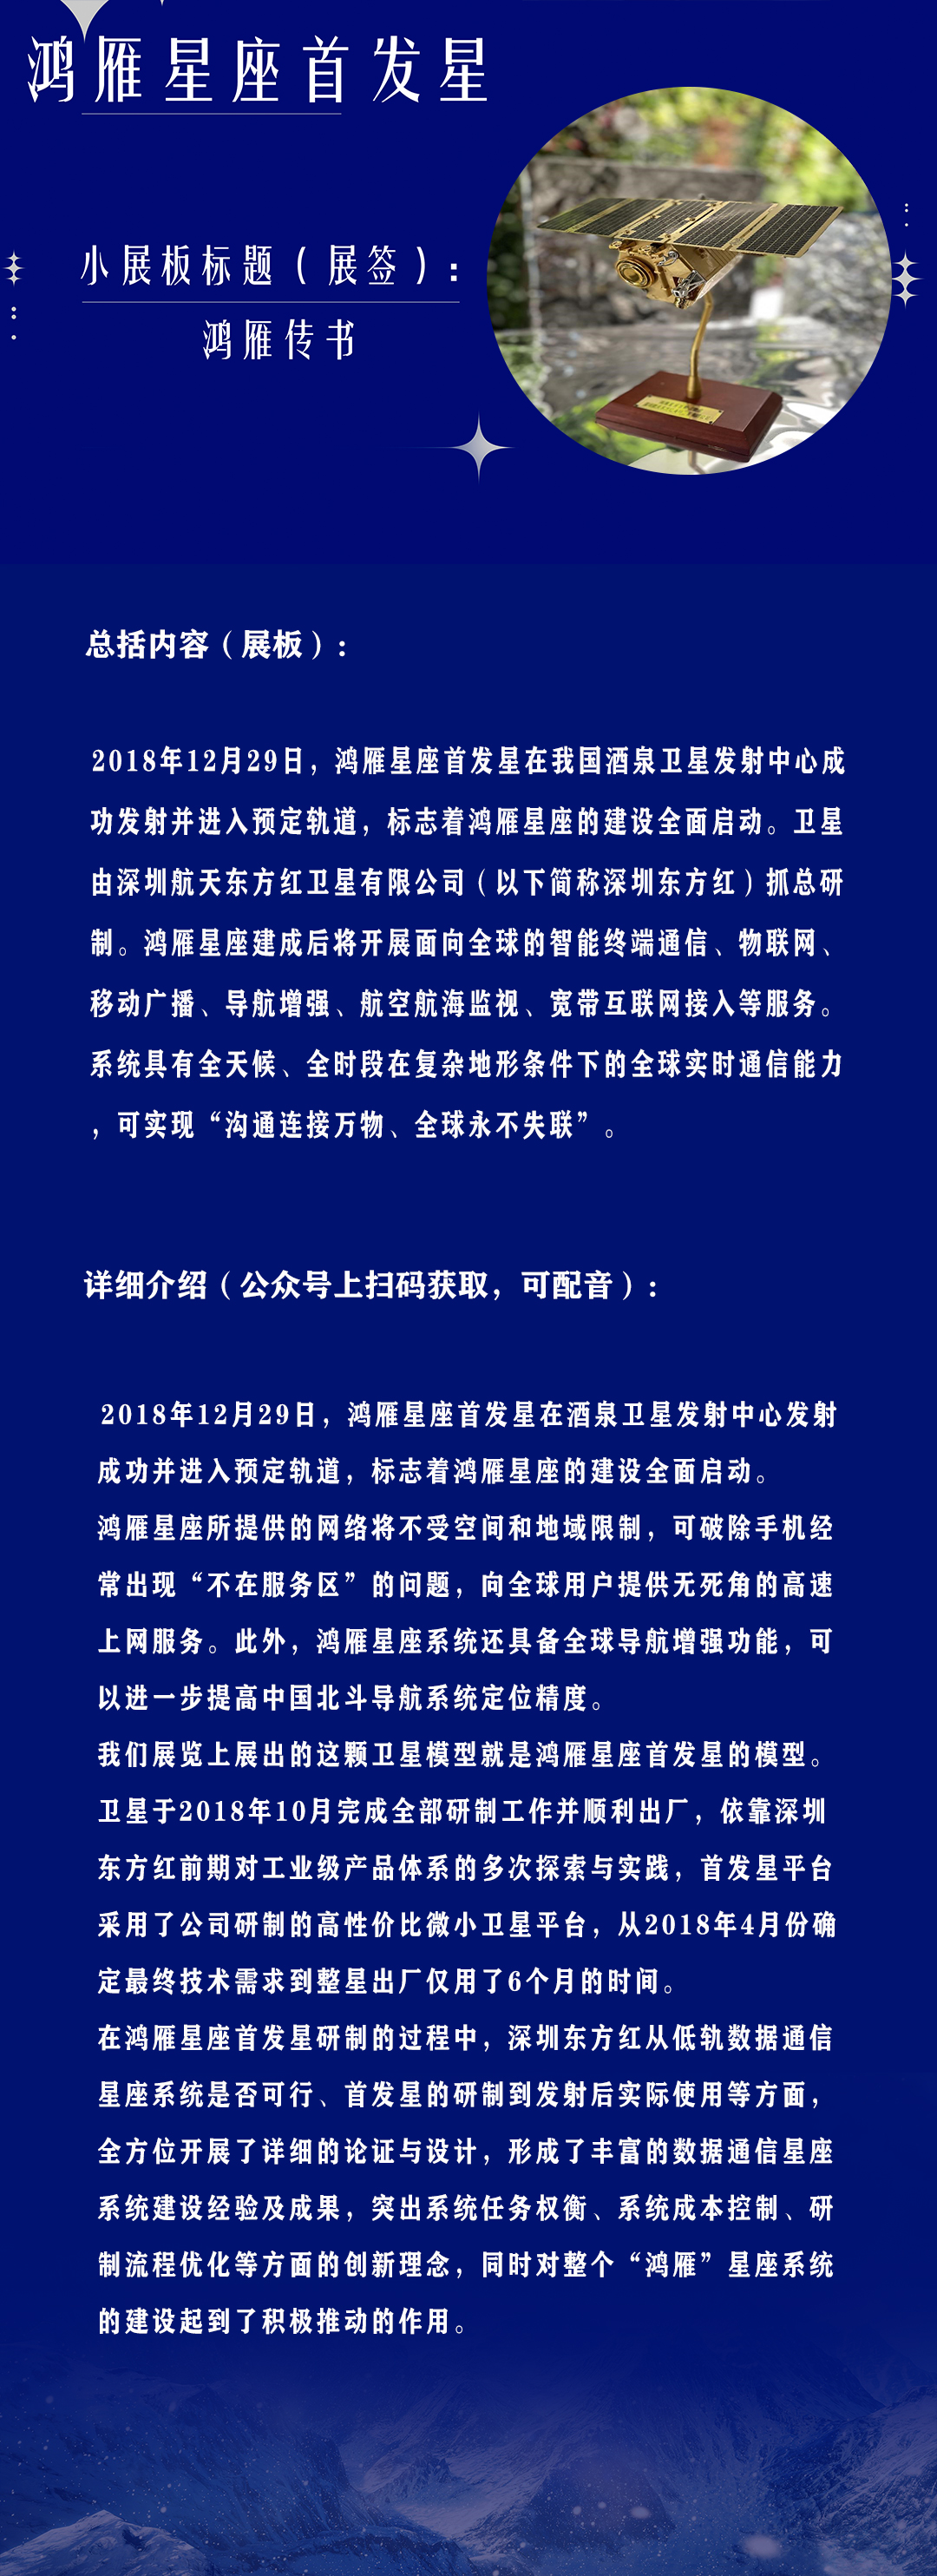 鸿雁星座首发星
小展板标题（展签）:
鸿雁传书
总括内容（展板）:
2018年12月29日，鸿雁星座首发星在我国酒泉卫星发射中心成
功发射并进入预定轨道，标志着鸿雁星座的建设全面启动。卫星
由深圳航天东方红卫星有限公司（以下简称深圳东方红）抓总研
制。鸿雁星座建成后将开展面向全球的智能终端通信、物联网、
移动广播、导航增强、航空航海监视、宽带互联网接入等服务。
系统具有全天候、全时段在复杂地形条件下的全球实时通信能力
，可实现“沟通连接万物、全球永不失联”。
详细介绍（公众号上扫码获取，可配音）:
2018年12月29日，鸿雁星座首发星在酒泉卫星发射中心发射
成功并进入预定轨道，标志着鸿雁星座的建设全面启动。
鸿雁星座所提供的网络将不受空间和地域限制，可破除手机经
常出现“不在服务区”的问题，向全球用户提供无死角的高速
上网服务。此外，鸿雁星座系统还具备全球导航增强功能，可
以进一步提高中国北斗导航系统定位精度。
我们展览上展出的这颗卫星模型就是鸿雁星座首发星的模型。
卫星于2018年10月完成全部研制工作并顺利出厂，依靠深圳
东方红前期对工业级产品体系的多次探索与实践，首发星平台
采用了公司研制的高性价比微小卫星平台，从2018年4月份确
定最终技术需求到整星出厂仅用了6个月的时间。
在鸿雁星座首发星研制的过程中，深圳东方红从低轨数据通信
星座系统是否可行、首发星的研制到发射后实际使用等方面，
全方位开展了详细的论证与设计，形成了丰富的数据通信星座
系统建设经验及成果，突出系统任务权衡、系统成本控制、研
制流程优化等方面的创新理念，同时对整个“鸿雁”星座系统
的建设起到了积极推动的作用。